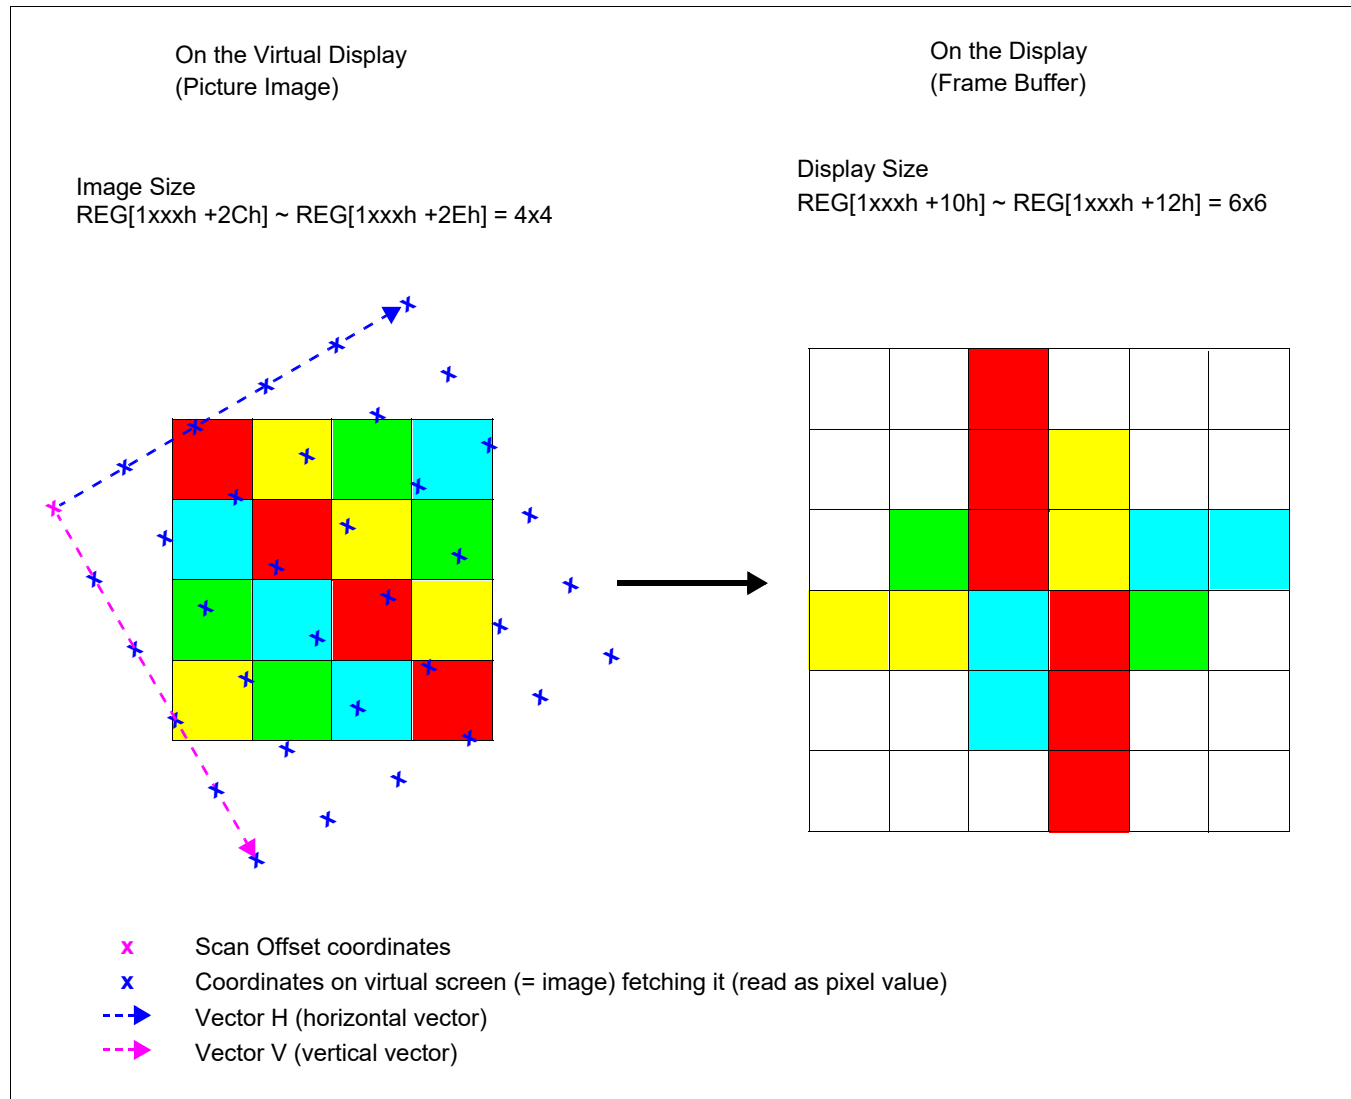 On the Virtual Display
(Picture Image)
On the Display
(Frame Buffer)
Image Size
REG[1xxxh +2Ch] ~ REG[1xxxh +2Eh] = 4x4
Display Size
REG[1xxxh +10h] ~ REG[1xxxh +12h] = 6x6
x Scan Offset coordinates
x Coordinates on virtual screen (= image) fetching it (read as pixel value)
Vector H (horizontal vector)
Vector V (vertical vector)